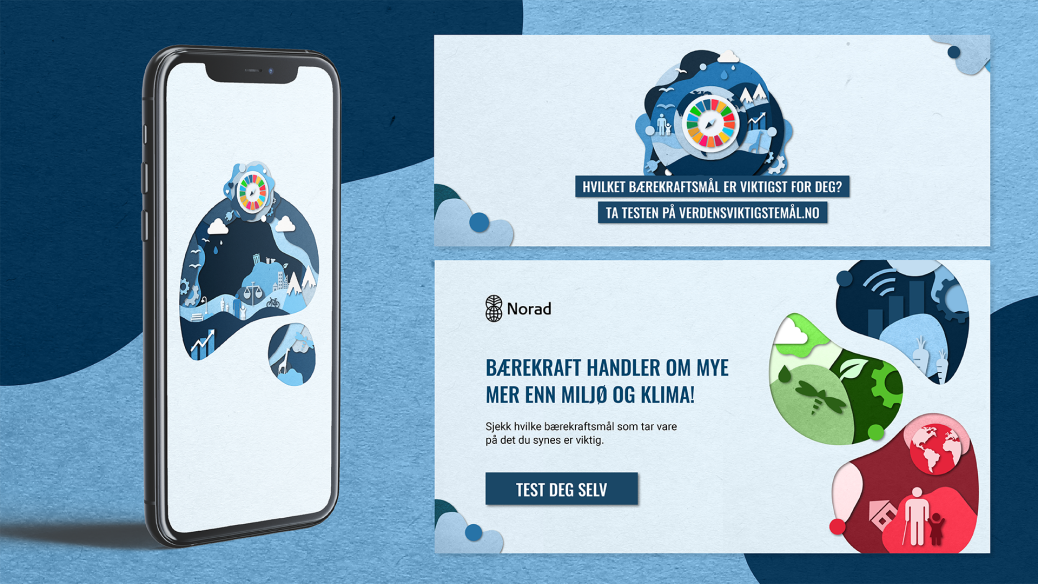 HVILKET BÆREKRAFTSMÅL ER VIKTIGST FOR DEG?
TA TESTEN PÅ VERDENSVIKTIGSTEMÅL.NO
Norad
BÆREKRAFT HANDLER OM MYE
MER ENN MILJØ OG KLIMA!
Sjekk hvilke bærekraftsmål som tar vare
på det du synes er viktig.
TEST DEG SELV